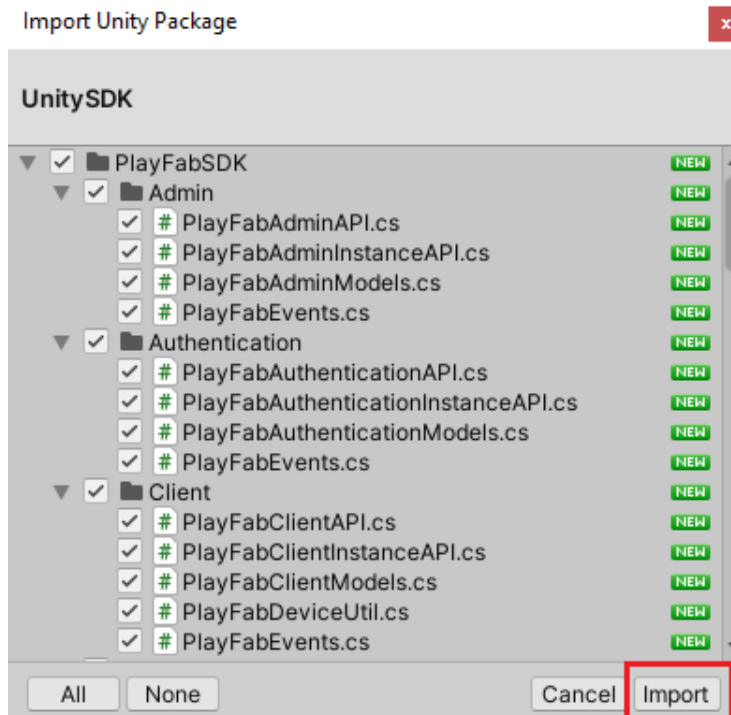 Import Unity Package
x
UnitySDK
PlayFabSDK NEW
Admin NEW
# PlayFabAdminAPI.cs NEW
# PlayFabAdminInstanceAPI.cs NEW
# PlayFabAdminModels.cs NEW
# PlayFabEvents.cs NEW
Authentication NEW
# PlayFabAuthenticationAPI.cs NEW
# PlayFabAuthenticationInstanceAPI.cs NEW
# PlayFabAuthenticationModels.cs NEW
# PlayFabEvents.cs NEW
Client NEW
# PlayFabClientAPI.cs NEW
# PlayFabClientInstanceAPI.cs NEW
# PlayFabClientModels.cs NEW
# PlayFabDeviceUtil.cs NEW
# PlayFabEvents.cs NEW
All None Cancel Import